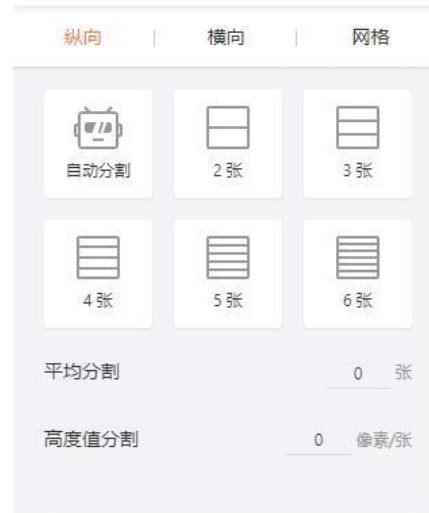 纵向 | 横向 | 网格
自动分割 2张 3张
4张 5张 6张
平均分割 0 张
高度值分割 0 像素/张